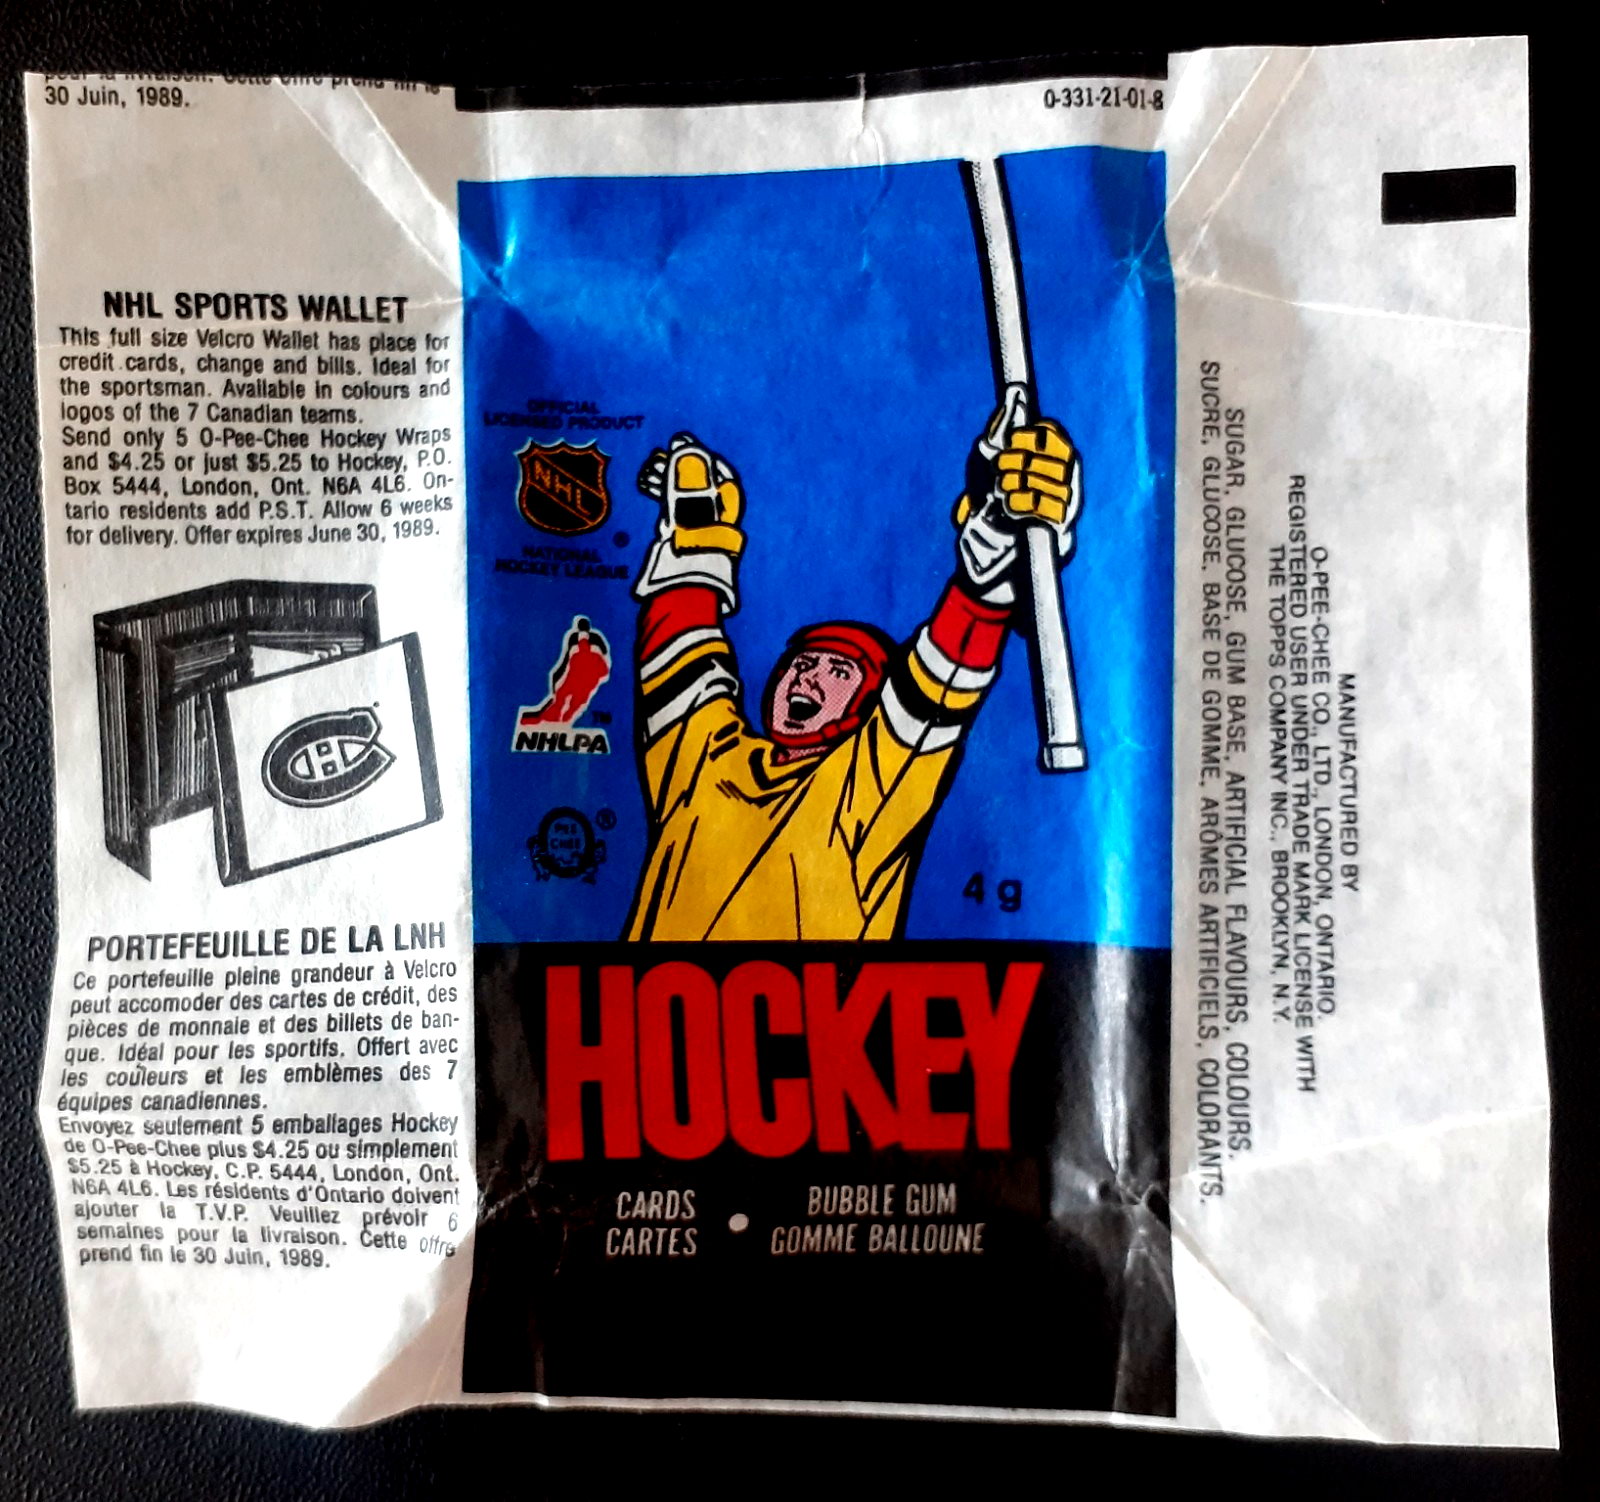 30 Juin, 1989.
NHL SPORTS WALLET
This full size Velcro Wallet has place for
credit cards, change and bills. Ideal for
the sportsman. Available in colours and
logos of the 7 Canadian teams.
Send only 5 O-Pee-Chee Hockey Wraps
and $4.25 or just $5.25 to Hockey, P.O.
Box 5444, London, Ont. N6A 4L6. On-
tario residents add P.S.T. Allow 6 weeks
for delivery. Offer expires June 30, 1989.
PORTEFEUILLE DE LA LNH
Ce portefeuille pleine grandeur à Velcro
peut accomoder des cartes de crédit, des
pièces de monnaie et des billets de ban-
que. Idéal pour les sportifs. Offert avec
les couleurs et les emblèmes des 7
équipes canadiennes.
Envoyez seulement 5 emballages Hockey
de O-Pee-Chee plus $4.25 ou simplement
$5.25 à Hockey, C.P. 5444, London, Ont.
N6A 4L6. Les résidents d'Ontario doivent
ajouter la T.V.P. Veuillez prévoir 6
semaines pour la livraison. Cette offre
prend fin le 30 Juin, 1989.
0-331-21-01-8
OFFICIAL
LICENSED PRODUCT
NHL
®
NATIONAL
HOCKEY LEAGUE
TM
NHLPA
®
PEE
CHEE
4 g
HOCKEY
CARDS • BUBBLE GUM
CARTES GOMME BALLOUNE
MANUFACTURED BY
O-PEE-CHEE CO., LTD., LONDON, ONTARIO.
REGISTERED USER UNDER TRADE MARK LICENSE WITH
THE TOPPS COMPANY INC., BROOKLYN, N.Y.
SUGAR, GLUCOSE, GUM BASE, ARTIFICIAL FLAVOURS, COLOURS.
SUCRE, GLUCOSE, BASE DE GOMME, ARÔMES ARTIFICIELS, COLORANTS.